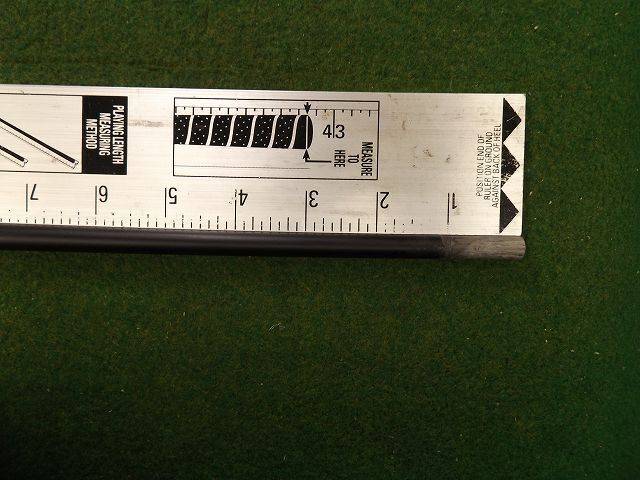 PLAYING LENGTH
MEASURING
METHOD
43
MEASURE
TO
HERE
POSITION END OF
RULER ON GROUND
AGAINST BACK OF HEEL
7 6 5 4 3 2 1